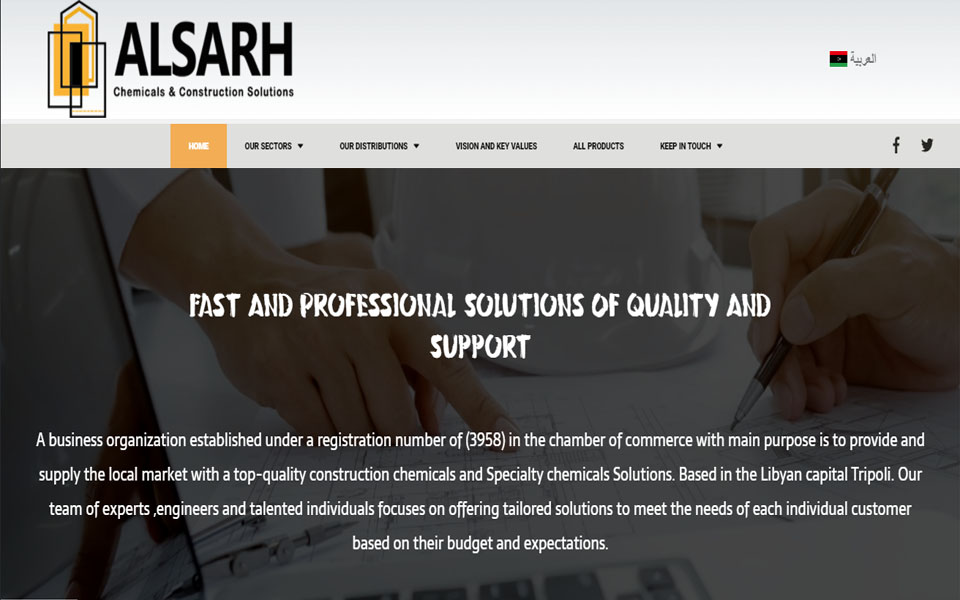 ALSARH
Chemicals & Construction Solutions
العربية
HOME
OUR SECTORS
OUR DISTRIBUTIONS
VISION AND KEY VALUES
ALL PRODUCTS
KEEP IN TOUCH
FAST AND PROFESSIONAL SOLUTIONS OF QUALITY AND
SUPPORT
A business organization established under a registration number of (3958) in the chamber of commerce with main purpose is to provide and
supply the local market with a top-quality construction chemicals and Specialty chemicals Solutions. Based in the Libyan capital Tripoli. Our
team of experts ,engineers and talented individuals focuses on offering tailored solutions to meet the needs of each individual customer
based on their budget and expectations.